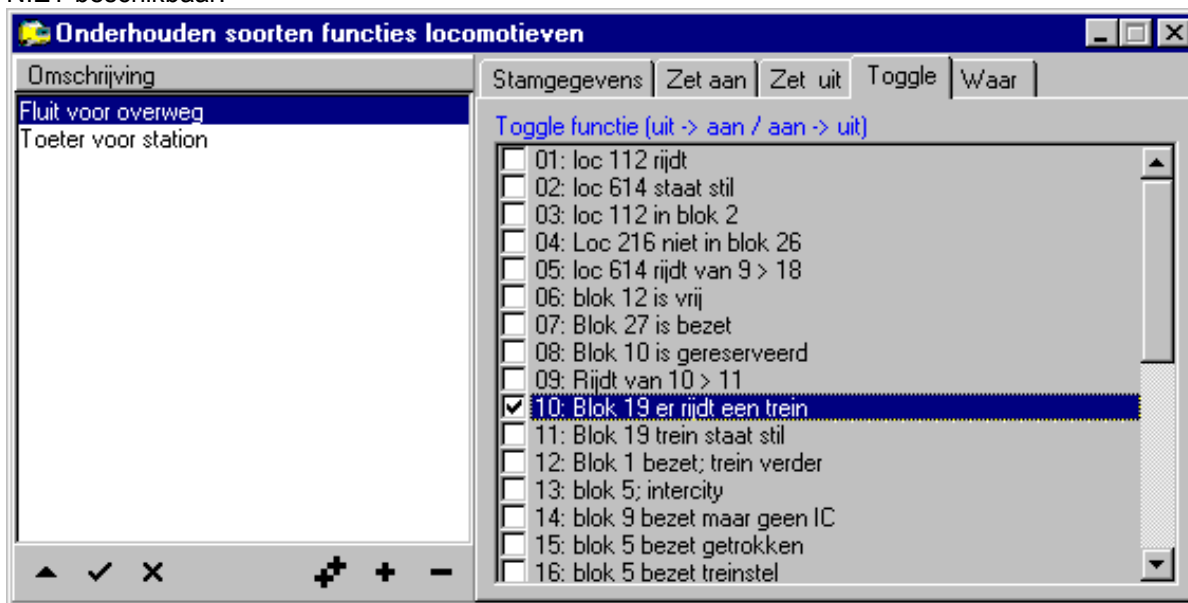 Onderhouden soorten functies locomotieven
Omschrijving
Fluit voor overweg
Toeter voor station
Stamgegevens Zet aan Zet uit Toggle Waar
Toggle functie (uit -> aan / aan -> uit)
01: loc 112 rijdt
02: loc 614 staat stil
03: loc 112 in blok 2
04: Loc 216 niet in blok 26
05: loc 614 rijdt van 9 > 18
06: blok 12 is vrij
07: Blok 27 is bezet
08: Blok 10 is gereserveerd
09: Rijdt van 10 > 11
10: Blok 19 er rijdt een trein
11: Blok 19 trein staat stil
12: Blok 1 bezet; trein verder
13: blok 5; intercity
14: blok 9 bezet maar geen IC
15: blok 5 bezet getrokken
16: blok 5 bezet treinstel